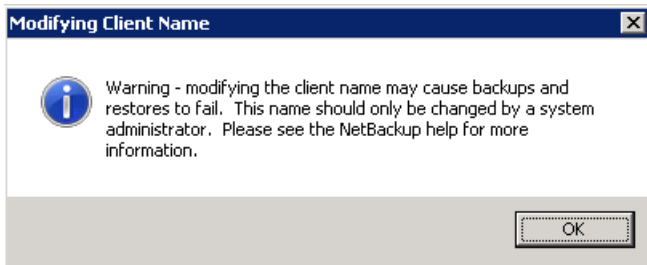 Modifying Client Name
Warning - modifying the client name may cause backups and
restores to fail.  This name should only be changed by a system
administrator.  Please see the NetBackup help for more
information.
OK